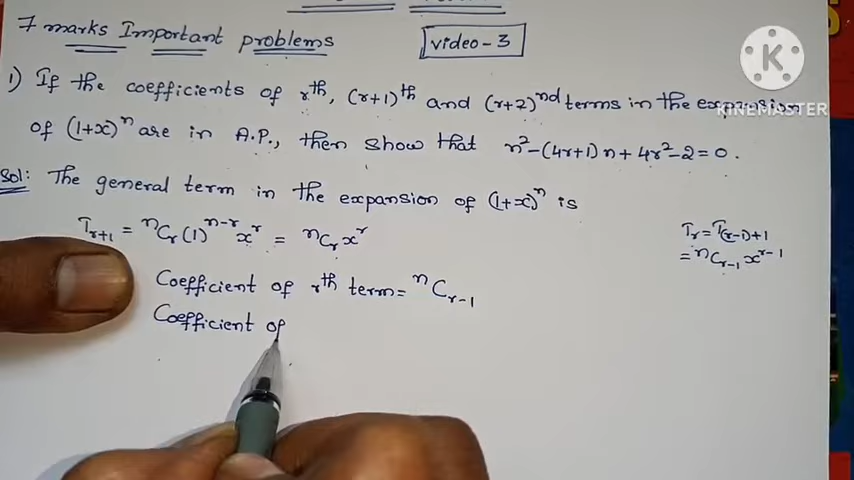 7 marks Important problems
video-3
K
KINEMASTER
1) If the coefficients of rᵗʰ, (r+1)ᵗʰ and (r+2)ⁿᵈ terms in the expansion
of (1+x)ⁿ are in A.P., then show that n²-(4r+1)n+4r²-2=0.
Sol: The general term in the expansion of (1+x)ⁿ is
T_{r+1} = ⁿC_r (1)^{n-r} x^r = ⁿC_r x^r
T_r = T_{(r-1)+1}
= ⁿC_{r-1} x^{r-1}
Coefficient of rᵗʰ term = ⁿC_{r-1}
Coefficient of